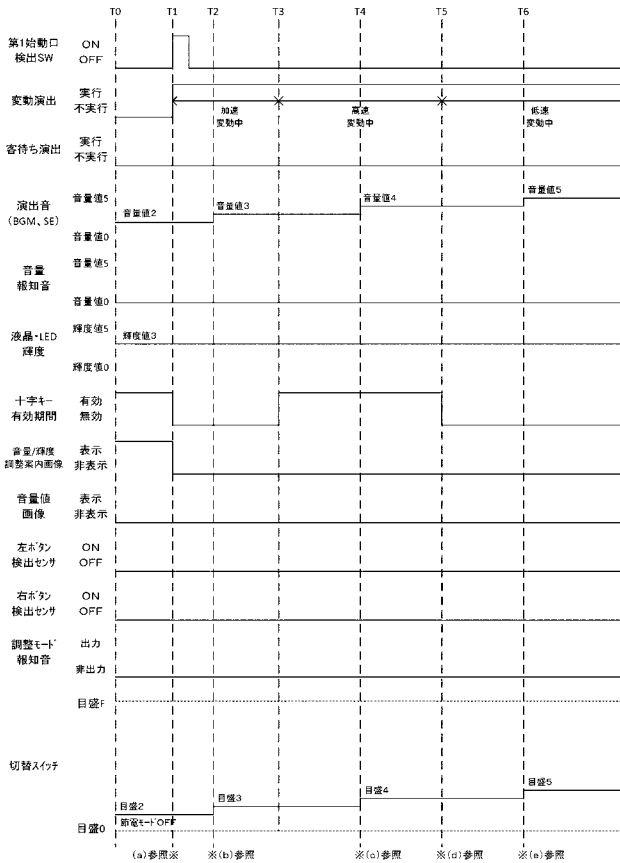 T0 T1 T2 T3 T4 T5 T6
第1始動口
検出SW
ON
OFF
変動演出
実行
不実行
加速
変動中
高速
変動中
低速
変動中
客待ち演出
実行
不実行
演出音
(BGM、SE)
音量値5
音量値0
音量値2
音量値3
音量値4
音量値5
音量
報知音
音量値5
音量値0
液晶・LED
輝度
輝度値5
輝度値0
輝度値3
十字キー
有効期間
有効
無効
音量/輝度
調整案内画像
表示
非表示
音量値
画像
表示
非表示
左ボタン
検出センサ
ON
OFF
右ボタン
検出センサ
ON
OFF
調整モード
報知音
出力
非出力
切替スイッチ
目盛F
目盛0
目盛2
節電モードOFF
目盛3
目盛4
目盛5
(a)参照※ ※(b)参照 ※(c)参照 ※(d)参照 ※(e)参照